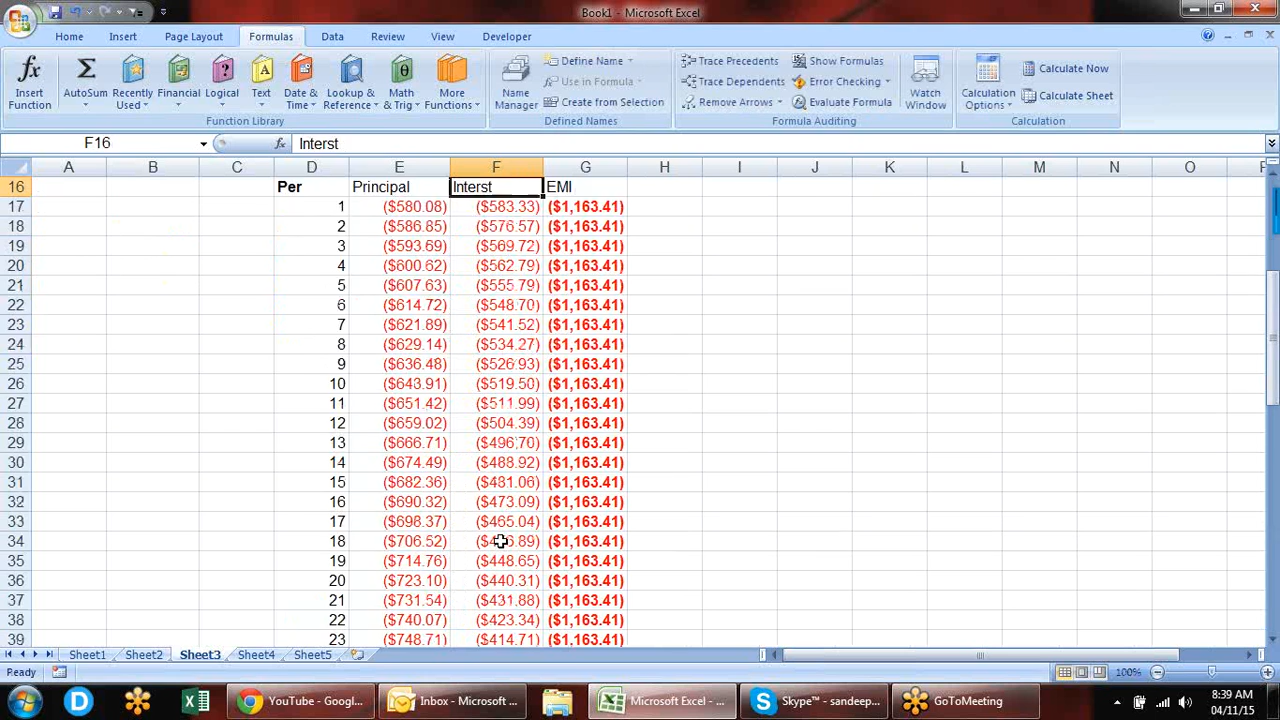 Book1 - Microsoft Excel
Home Insert Page Layout Formulas Data Review View Developer
Insert Function
AutoSum
Recently Used
Financial
Logical
Text
Date & Time
Lookup & Reference
Math & Trig
More Functions
Function Library
Name Manager
Define Name
Use in Formula
Create from Selection
Defined Names
Trace Precedents
Trace Dependents
Remove Arrows
Show Formulas
Error Checking
Evaluate Formula
Formula Auditing
Watch Window
Calculation Options
Calculate Now
Calculate Sheet
Calculation
F16 fx Interst
A B C D E F G H I J K L M N O
16 Per Principal Interst EMI
17 1 ($580.08) ($583.33) ($1,163.41)
18 2 ($586.85) ($576.57) ($1,163.41)
19 3 ($593.69) ($569.72) ($1,163.41)
20 4 ($600.62) ($562.79) ($1,163.41)
21 5 ($607.63) ($555.79) ($1,163.41)
22 6 ($614.72) ($548.70) ($1,163.41)
23 7 ($621.89) ($541.52) ($1,163.41)
24 8 ($629.14) ($534.27) ($1,163.41)
25 9 ($636.48) ($526.93) ($1,163.41)
26 10 ($643.91) ($519.50) ($1,163.41)
27 11 ($651.42) ($511.99) ($1,163.41)
28 12 ($659.02) ($504.39) ($1,163.41)
29 13 ($666.71) ($496.70) ($1,163.41)
30 14 ($674.49) ($488.92) ($1,163.41)
31 15 ($682.36) ($481.06) ($1,163.41)
32 16 ($690.32) ($473.09) ($1,163.41)
33 17 ($698.37) ($465.04) ($1,163.41)
34 18 ($706.52) ($1,163.41)
35 19 ($714.76) ($448.65) ($1,163.41)
36 20 ($723.10) ($440.31) ($1,163.41)
37 21 ($731.54) ($431.88) ($1,163.41)
38 22 ($740.07) ($423.34) ($1,163.41)
39 23 ($748.71) ($414.71) ($1,163.41)
Sheet1 Sheet2 Sheet3 Sheet4 Sheet5
Ready 100%
YouTube - Googl... Inbox - Microsoft ... Microsoft Excel - ... Skype™ - sandeep... GoToMeeting
8:39 AM
04/11/15